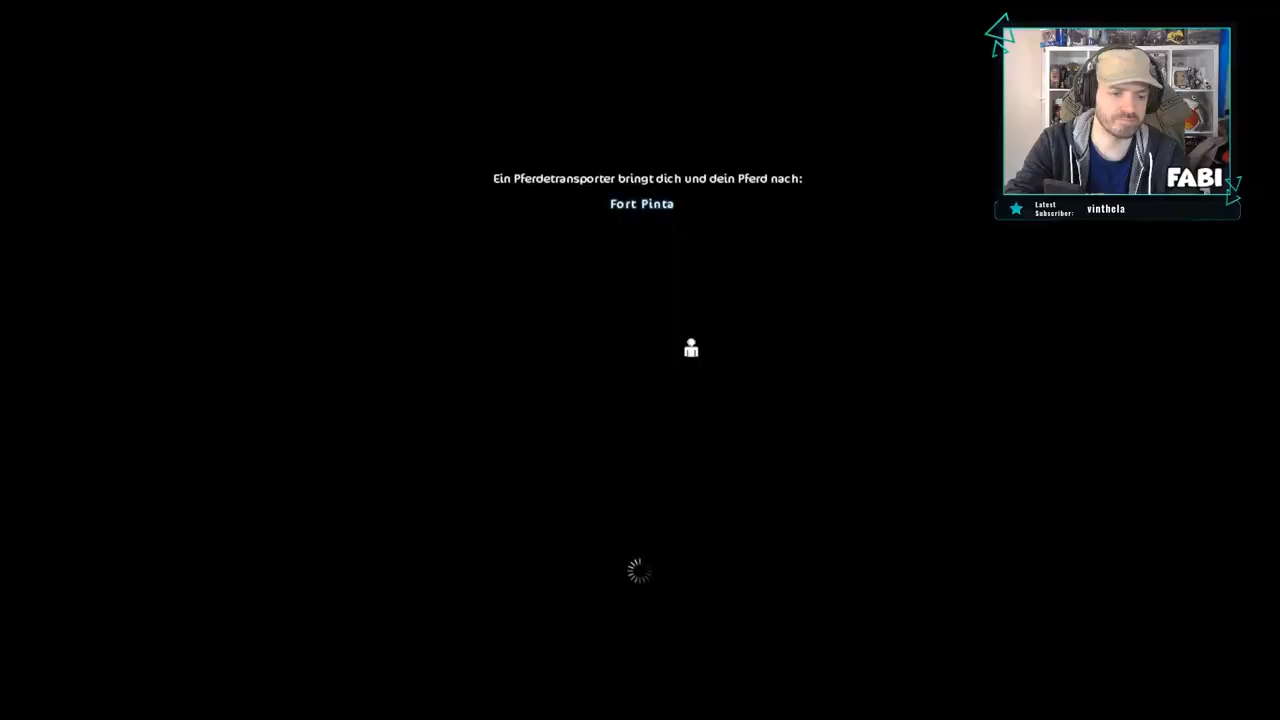 Ein Pferdetransporter bringt dich und dein Pferd nach:
Fort Pinta
FABI
Latest
Subscriber:
vinthela